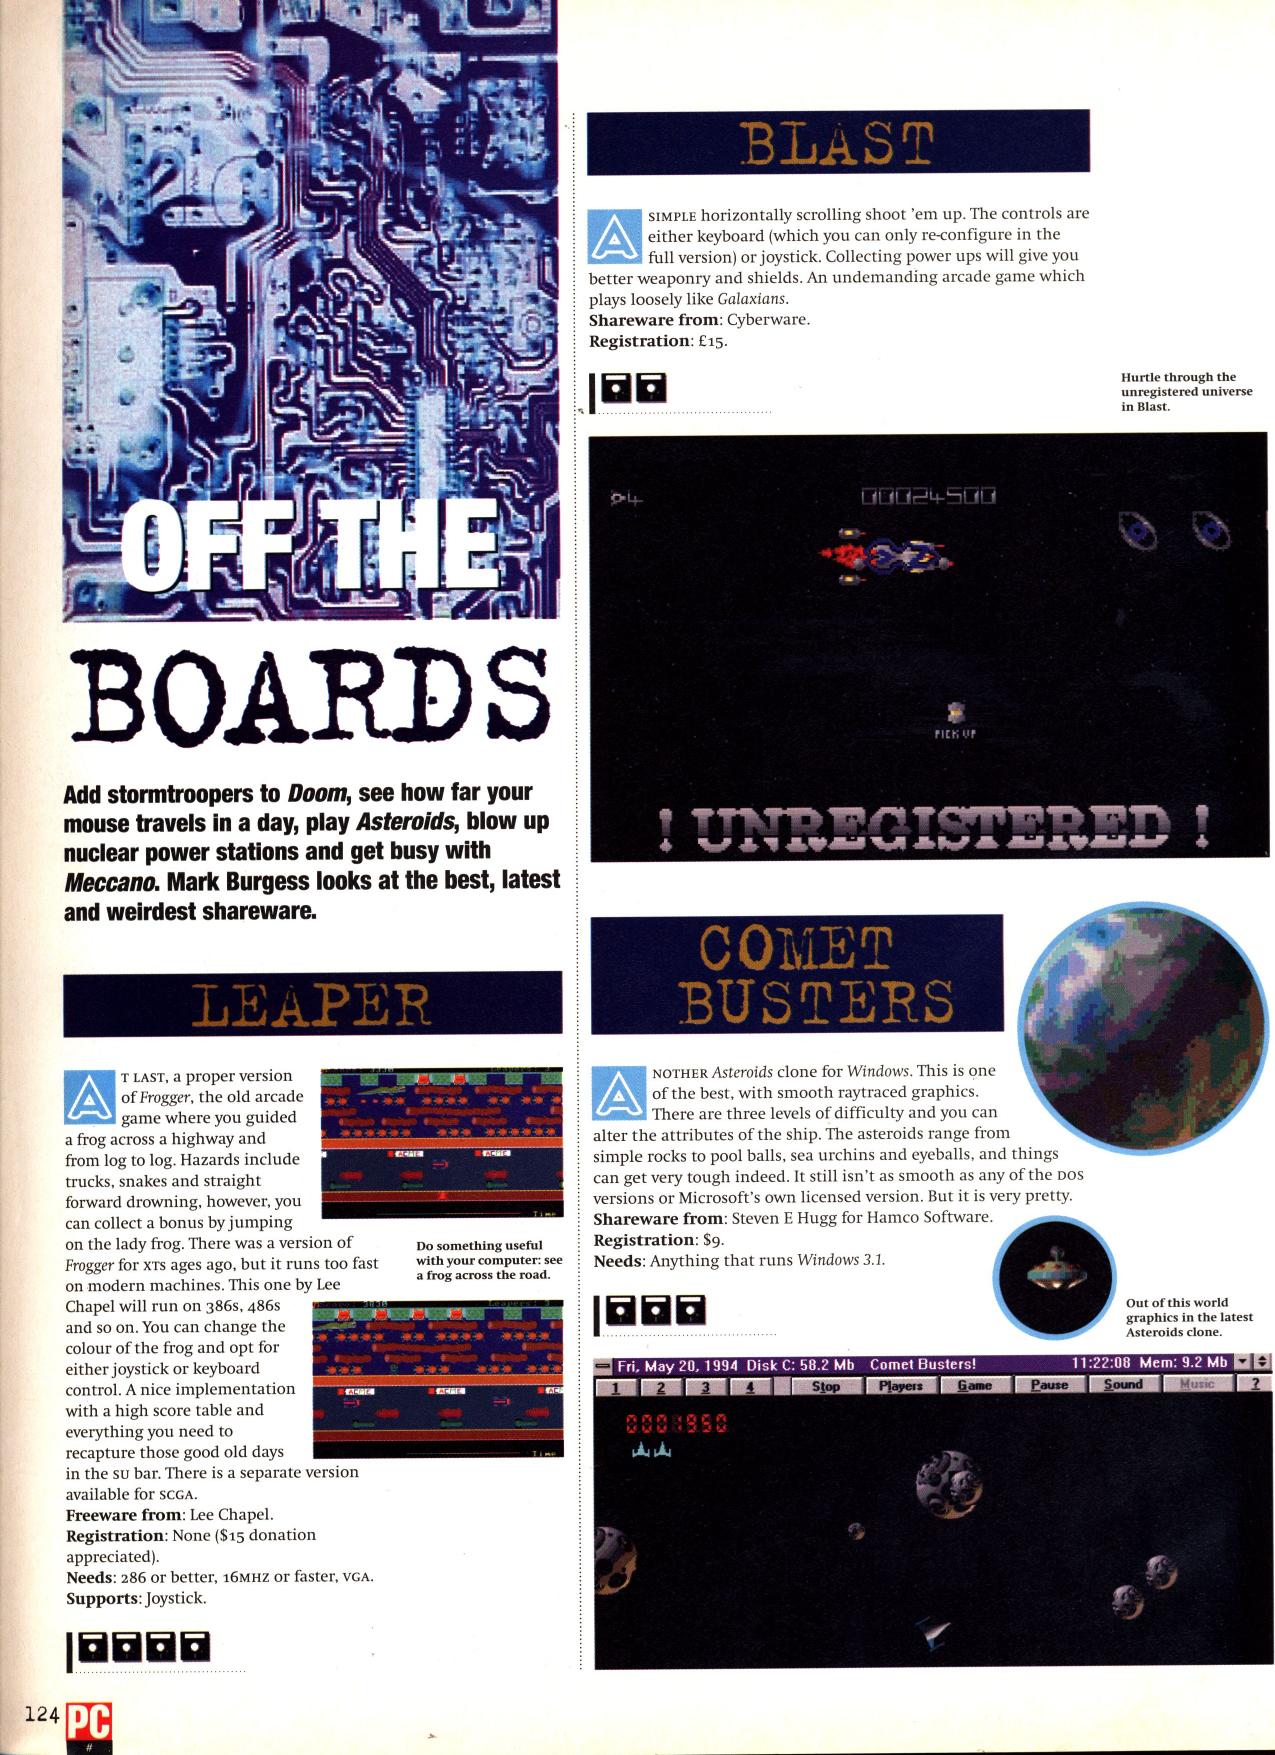 OFF THE
BOARDS
Add stormtroopers to Doom, see how far your
mouse travels in a day, play Asteroids, blow up
nuclear power stations and get busy with
Meccano. Mark Burgess looks at the best, latest
and weirdest shareware.
LEAPER
AT LAST, a proper version
of Frogger, the old arcade
game where you guided
a frog across a highway and
from log to log. Hazards include
trucks, snakes and straight
forward drowning, however, you
can collect a bonus by jumping
on the lady frog. There was a version of
Frogger for XTs ages ago, but it runs too fast
on modern machines. This one by Lee
Chapel will run on 386s, 486s
and so on. You can change the
colour of the frog and opt for
either joystick or keyboard
control. A nice implementation
with a high score table and
everything you need to
recapture those good old days
in the SU bar. There is a separate version
available for SCGA.
Freeware from: Lee Chapel.
Registration: None ($15 donation
appreciated).
Needs: 286 or better, 16MHZ or faster, VGA.
Supports: Joystick.
ACME ACME
Time
Do something useful
with your computer: see
a frog across the road.
3830 Leapers: 3
ACME ACME AC
Time
BLAST
A SIMPLE horizontally scrolling shoot 'em up. The controls are
either keyboard (which you can only re-configure in the
full version) or joystick. Collecting power ups will give you
better weaponry and shields. An undemanding arcade game which
plays loosely like Galaxians.
Shareware from: Cyberware.
Registration: £15.
Hurtle through the
unregistered universe
in Blast.
4 00024500
PICK UP
! UNREGISTERED !
COMET
BUSTERS
ANOTHER Asteroids clone for Windows. This is one
of the best, with smooth raytraced graphics.
There are three levels of difficulty and you can
alter the attributes of the ship. The asteroids range from
simple rocks to pool balls, sea urchins and eyeballs, and things
can get very tough indeed. It still isn't as smooth as any of the DOS
versions or Microsoft's own licensed version. But it is very pretty.
Shareware from: Steven E Hugg for Hamco Software.
Registration: $9.
Needs: Anything that runs Windows 3.1.
Out of this world
graphics in the latest
Asteroids clone.
Fri, May 20, 1994 Disk C: 58.2 Mb Comet Busters! 11:22:08 Mem: 9.2 Mb
1 2 3 4 Stop Players Game Pause Sound Music ?
0001950
124 PC
#